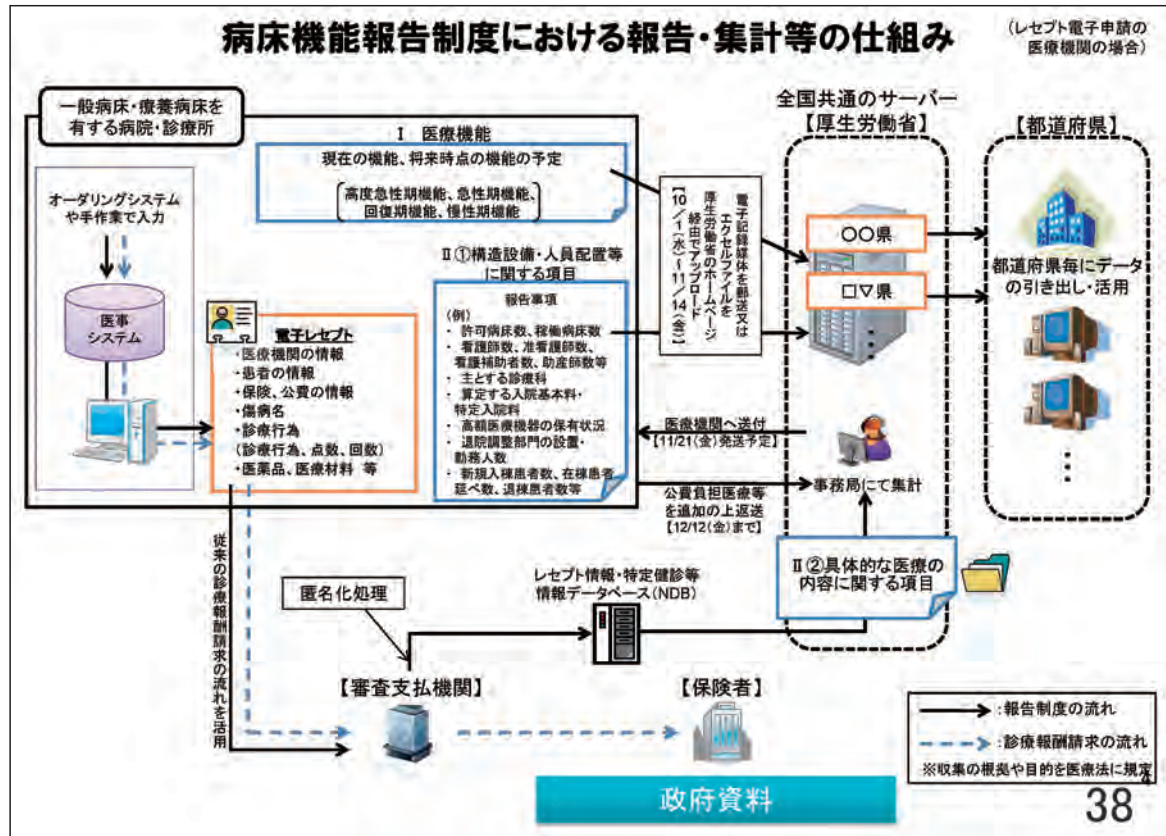 病床機能報告制度における報告・集計等の仕組み
(レセプト電子申請の
医療機関の場合)
一般病床・療養病床を
有する病院・診療所
Ⅰ 医療機能
現在の機能、将来時点の機能の予定
高度急性期機能、急性期機能、
回復期機能、慢性期機能
オーダリングシステム
や手作業で入力
医事
システム
電子レセプト
・医療機関の情報
・患者の情報
・保険、公費の情報
・傷病名
・診療行為
(診療行為、点数、回数)
・医薬品、医療材料 等
Ⅱ①構造設備・人員配置等
に関する項目
報告事項
(例)
・許可病床数、稼働病床数
・看護師数、准看護師数、
看護補助者数、助産師数等
・主とする診療科
・算定する入院基本料・
特定入院料
・高額医療機器の保有状況
・退院調整部門の設置・
勤務人数
・新規入棟患者数、在棟患者
延べ数、退棟患者数等
電子記録媒体を郵送又は
エクセルファイルを
厚生労働省のホームページ
経由でアップロード
【10/1(水)~11/14(金)】
全国共通のサーバー
【厚生労働省】
○○県
□▽県
【都道府県】
都道府県毎にデータ
の引き出し・活用
医療機関へ送付
【11/21(金)発送予定】
公費負担医療等
を追加の上返送
【12/12(金)まで】
事務局にて集計
Ⅱ②具体的な医療の
内容に関する項目
従来の診療報酬請求の流れを活用
匿名化処理
レセプト情報・特定健診等
情報データベース(NDB)
【審査支払機関】
【保険者】
:報告制度の流れ
:診療報酬請求の流れ
※収集の根拠や目的を医療法に規定
4
政府資料
38